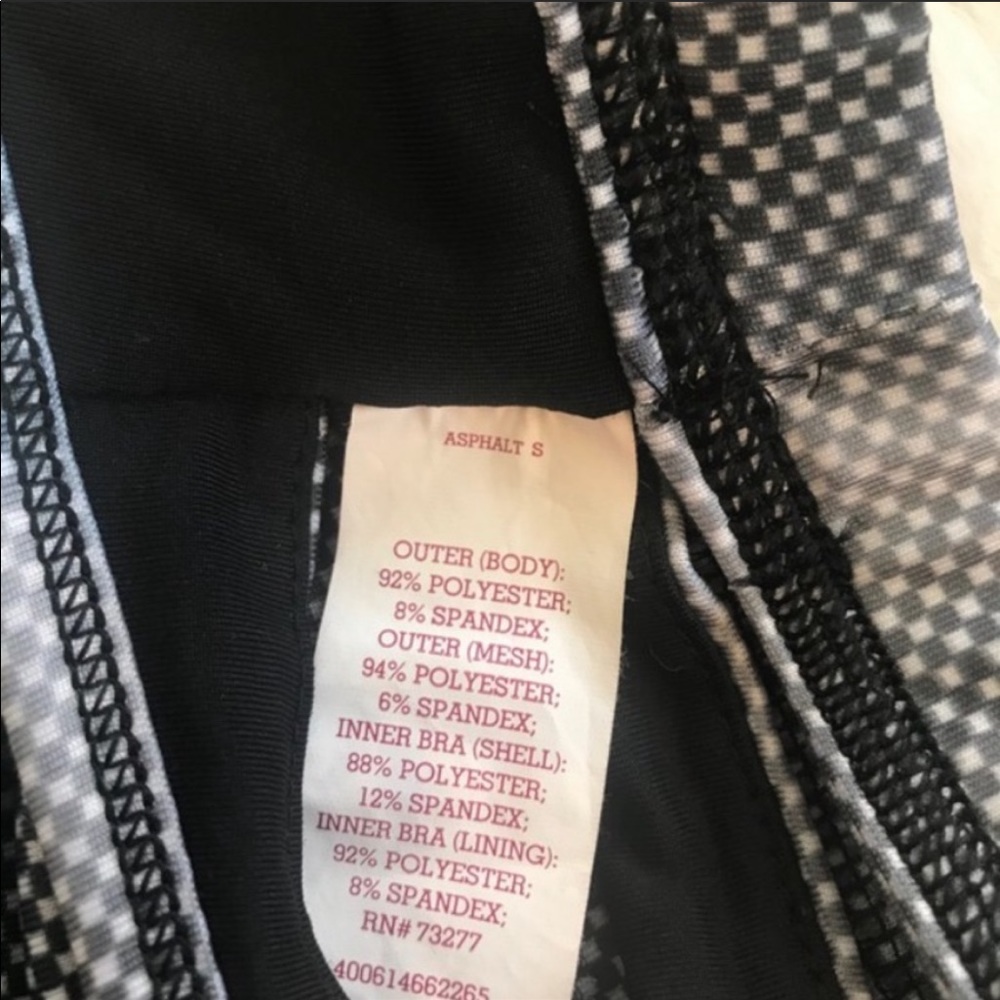 ASPHALT S
OUTER (BODY):
92% POLYESTER;
8% SPANDEX;
OUTER (MESH):
94% POLYESTER;
6% SPANDEX;
INNER BRA (SHELL):
88% POLYESTER;
12% SPANDEX;
INNER BRA (LINING):
92% POLYESTER;
8% SPANDEX;
RN# 73277
400614662265